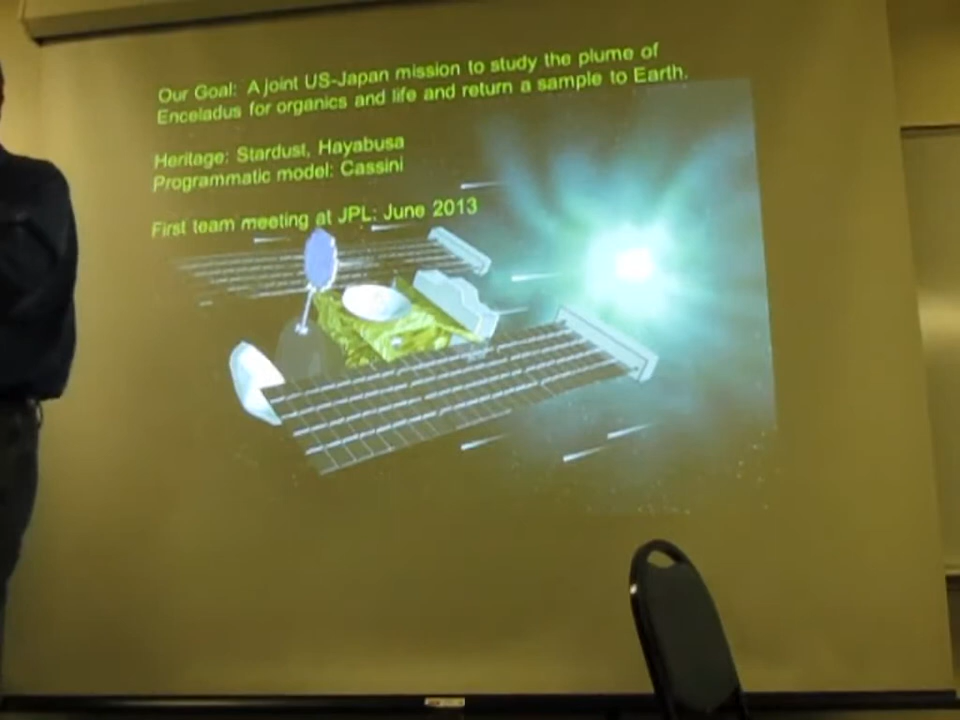 Our Goal: A joint US-Japan mission to study the plume of
Enceladus for organics and life and return a sample to Earth.
Heritage: Stardust, Hayabusa
Programmatic model: Cassini
First team meeting at JPL: June 2013